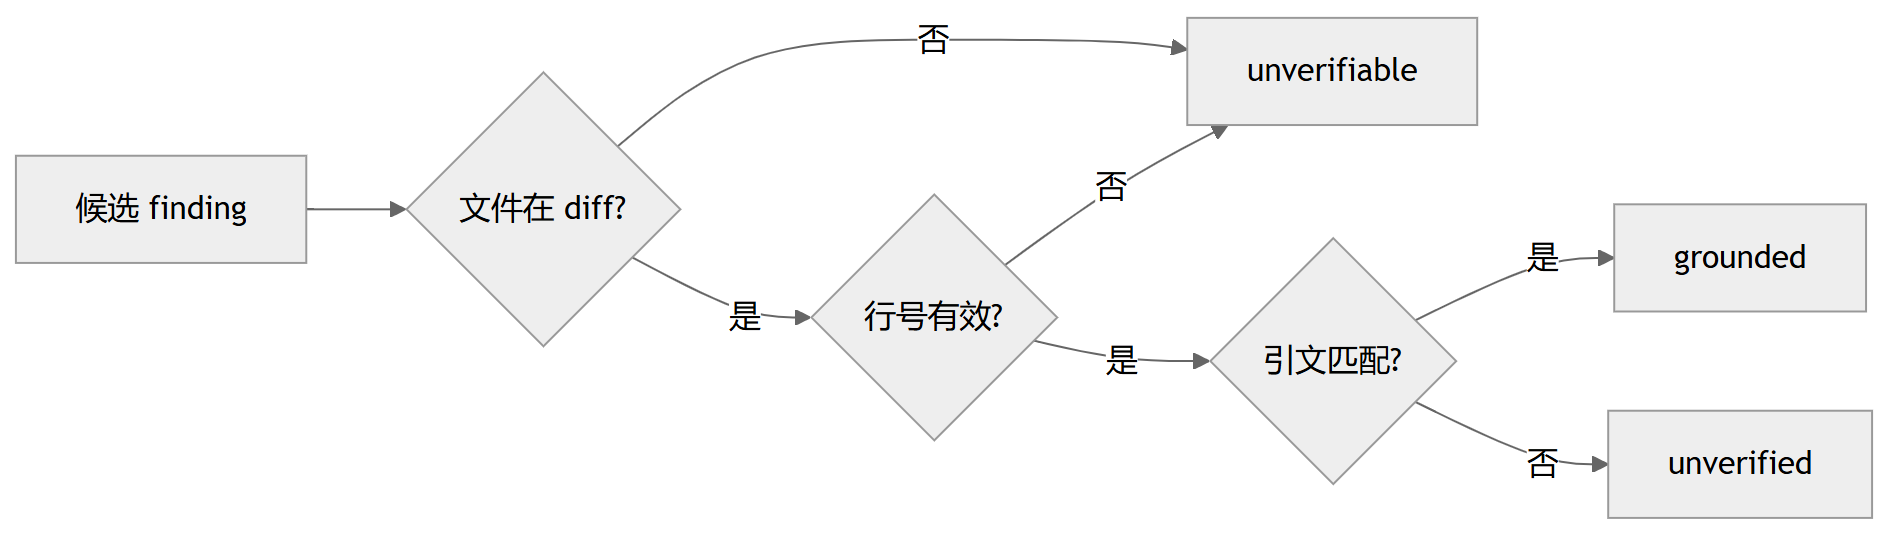 候选 finding
文件在 diff?
否
是
unverifiable
行号有效?
否
是
引文匹配?
是
否
grounded
unverified